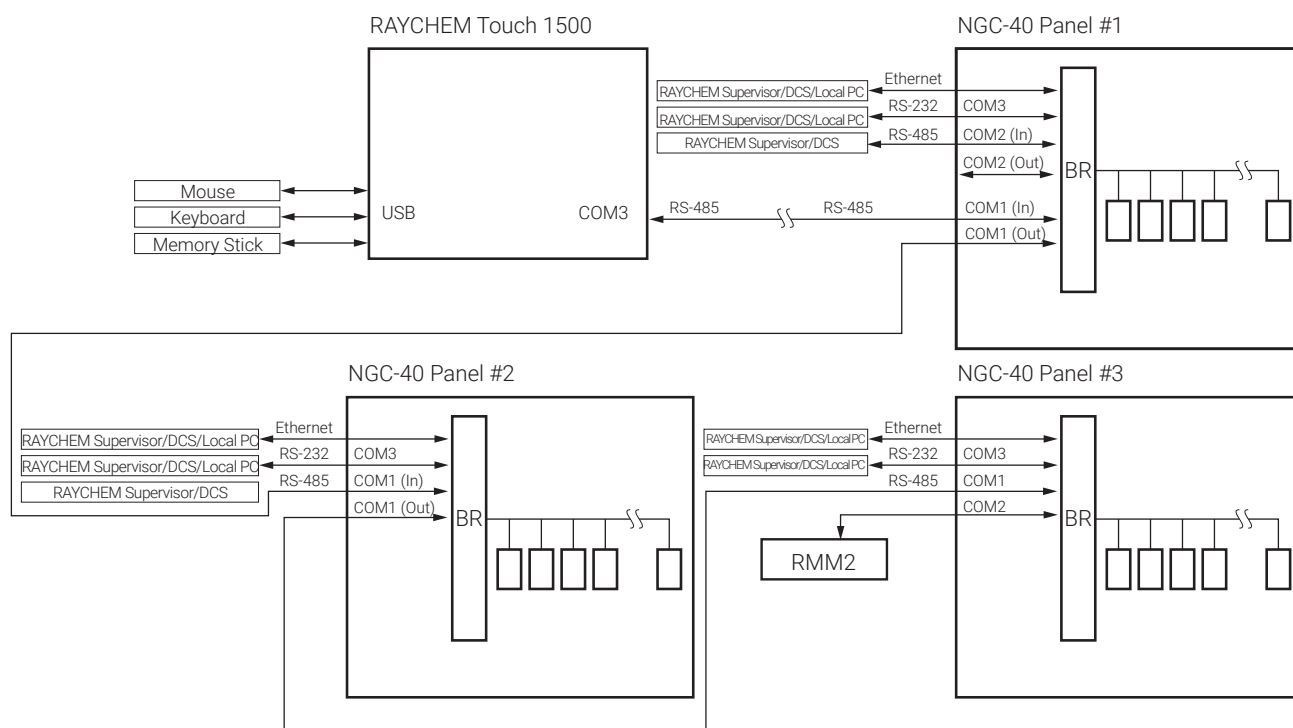 RAYCHEM Touch 1500
USB
COM3
Mouse
Keyboard
Memory Stick
RS-485
RS-485
NGC-40 Panel #1
RAYCHEM Supervisor/DCS/Local PC
Ethernet
RAYCHEM Supervisor/DCS/Local PC
RS-232
COM3
RAYCHEM Supervisor/DCS
RS-485
COM2 (In)
COM2 (Out)
COM1 (In)
COM1 (Out)
BR
NGC-40 Panel #2
RAYCHEM Supervisor/DCS/Local PC
Ethernet
RAYCHEM Supervisor/DCS/Local PC
RS-232
COM3
RAYCHEM Supervisor/DCS
RS-485
COM1 (In)
COM1 (Out)
BR
NGC-40 Panel #3
RAYCHEM Supervisor/DCS/Local PC
Ethernet
RAYCHEM Supervisor/DCS/Local PC
RS-232
COM3
RS-485
COM1
COM2
BR
RMM2